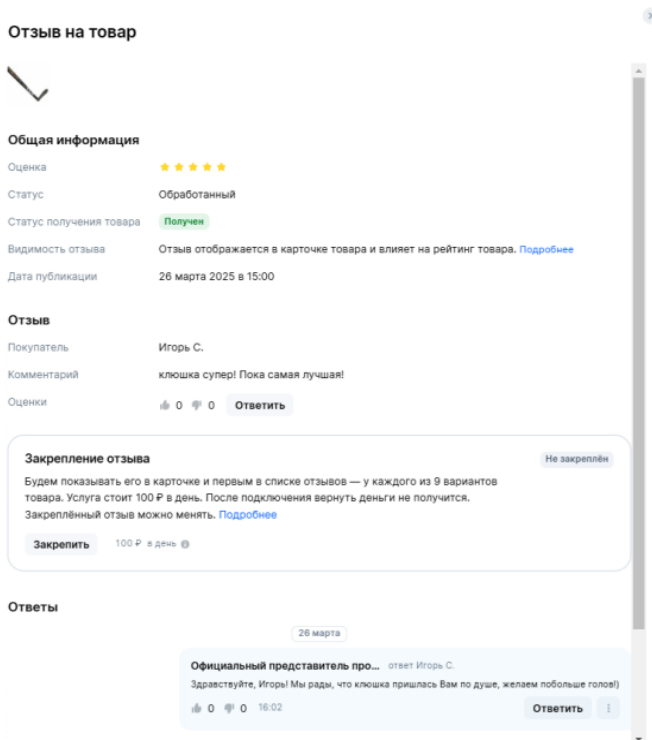 Отзыв на товар
Общая информация
Оценка
Статус Обработанный
Статус получения товара Получен
Видимость отзыва Отзыв отображается в карточке товара и влияет на рейтинг товара. Подробнее
Дата публикации 26 марта 2025 в 15:00
Отзыв
Покупатель Игорь С.
Комментарий клюшка супер! Пока самая лучшая!
Оценки 0 0 Ответить
Закрепление отзыва Не закреплён
Будем показывать его в карточке и первым в списке отзывов — у каждого из 9 вариантов
товара. Услуга стоит 100 ₽ в день. После подключения вернуть деньги не получится.
Закреплённый отзыв можно менять. Подробнее
Закрепить 100 ₽ в день
Ответы
26 марта
Официальный представитель про... ответ Игорь С.
Здравствуйте, Игорь! Мы рады, что клюшка пришлась Вам по душе, желаем побольше голов!)
0 0 16:02 Ответить